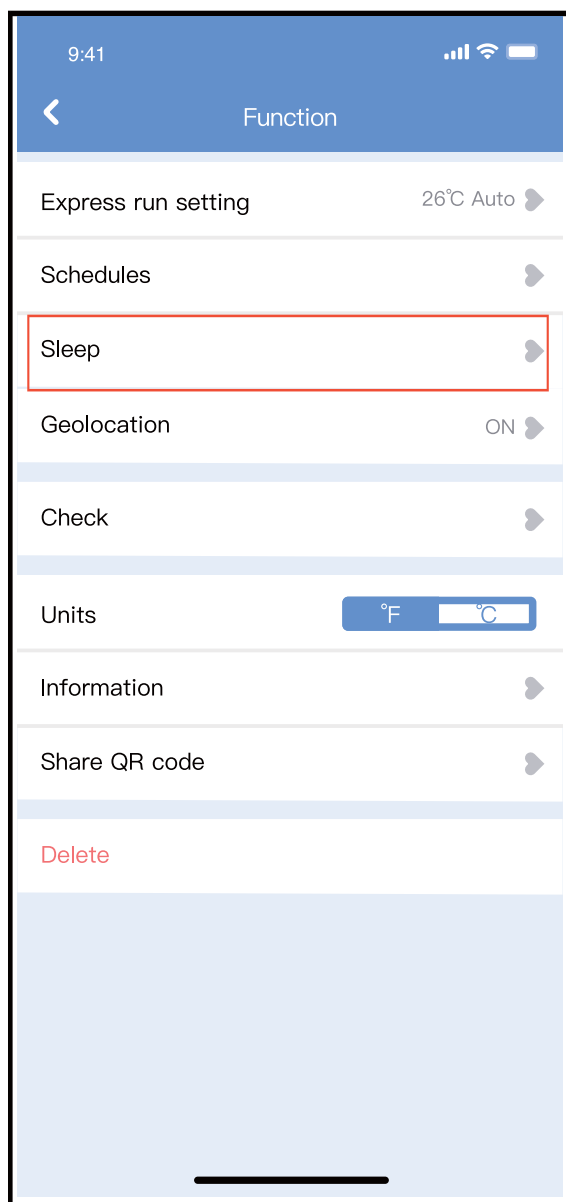 9:41
Function
Express run setting 26℃ Auto
Schedules
Sleep
Geolocation ON
Check
Units ℉ ℃
Information
Share QR code
Delete